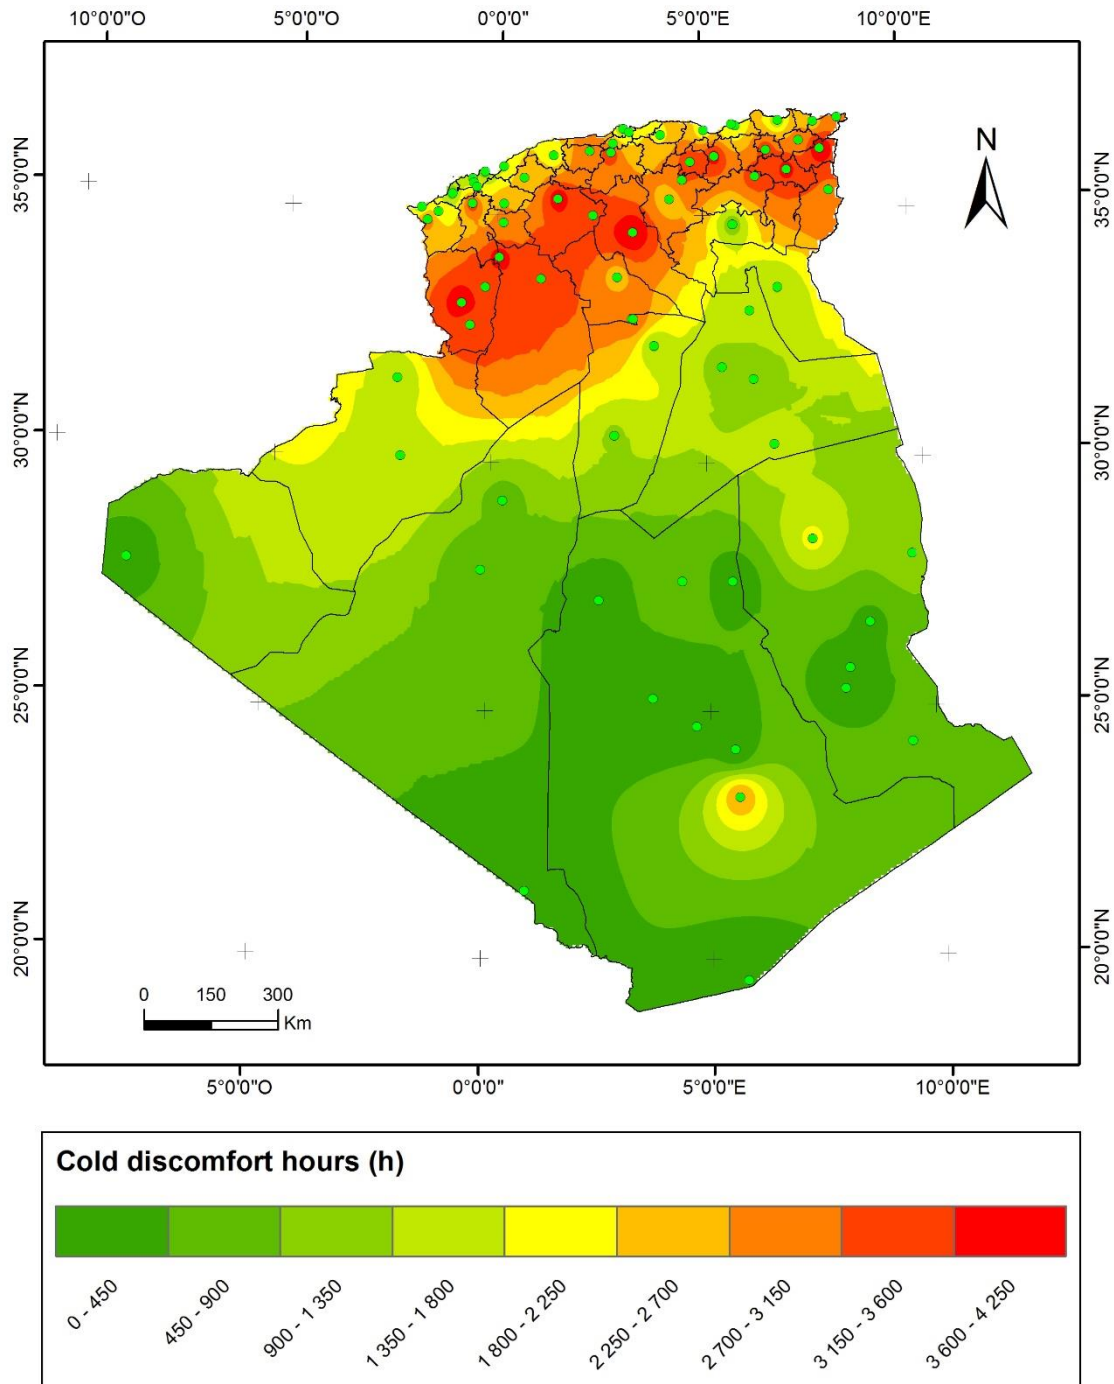 10°0'0"O 5°0'0"O 0°0'0" 5°0'0"E 10°0'0"E
N
35°0'0"N 35°0'0"N
30°0'0"N 30°0'0"N
25°0'0"N 25°0'0"N
20°0'0"N 20°0'0"N
0 150 300
Km
5°0'0"O 0°0'0" 5°0'0"E 10°0'0"E
Cold discomfort hours (h)
0 - 450 450 - 900 900 - 1 350 1 350 - 1 800 1 800 - 2 250 2 250 - 2 700 2 700 - 3 150 3 150 - 3 600 3 600 - 4 250